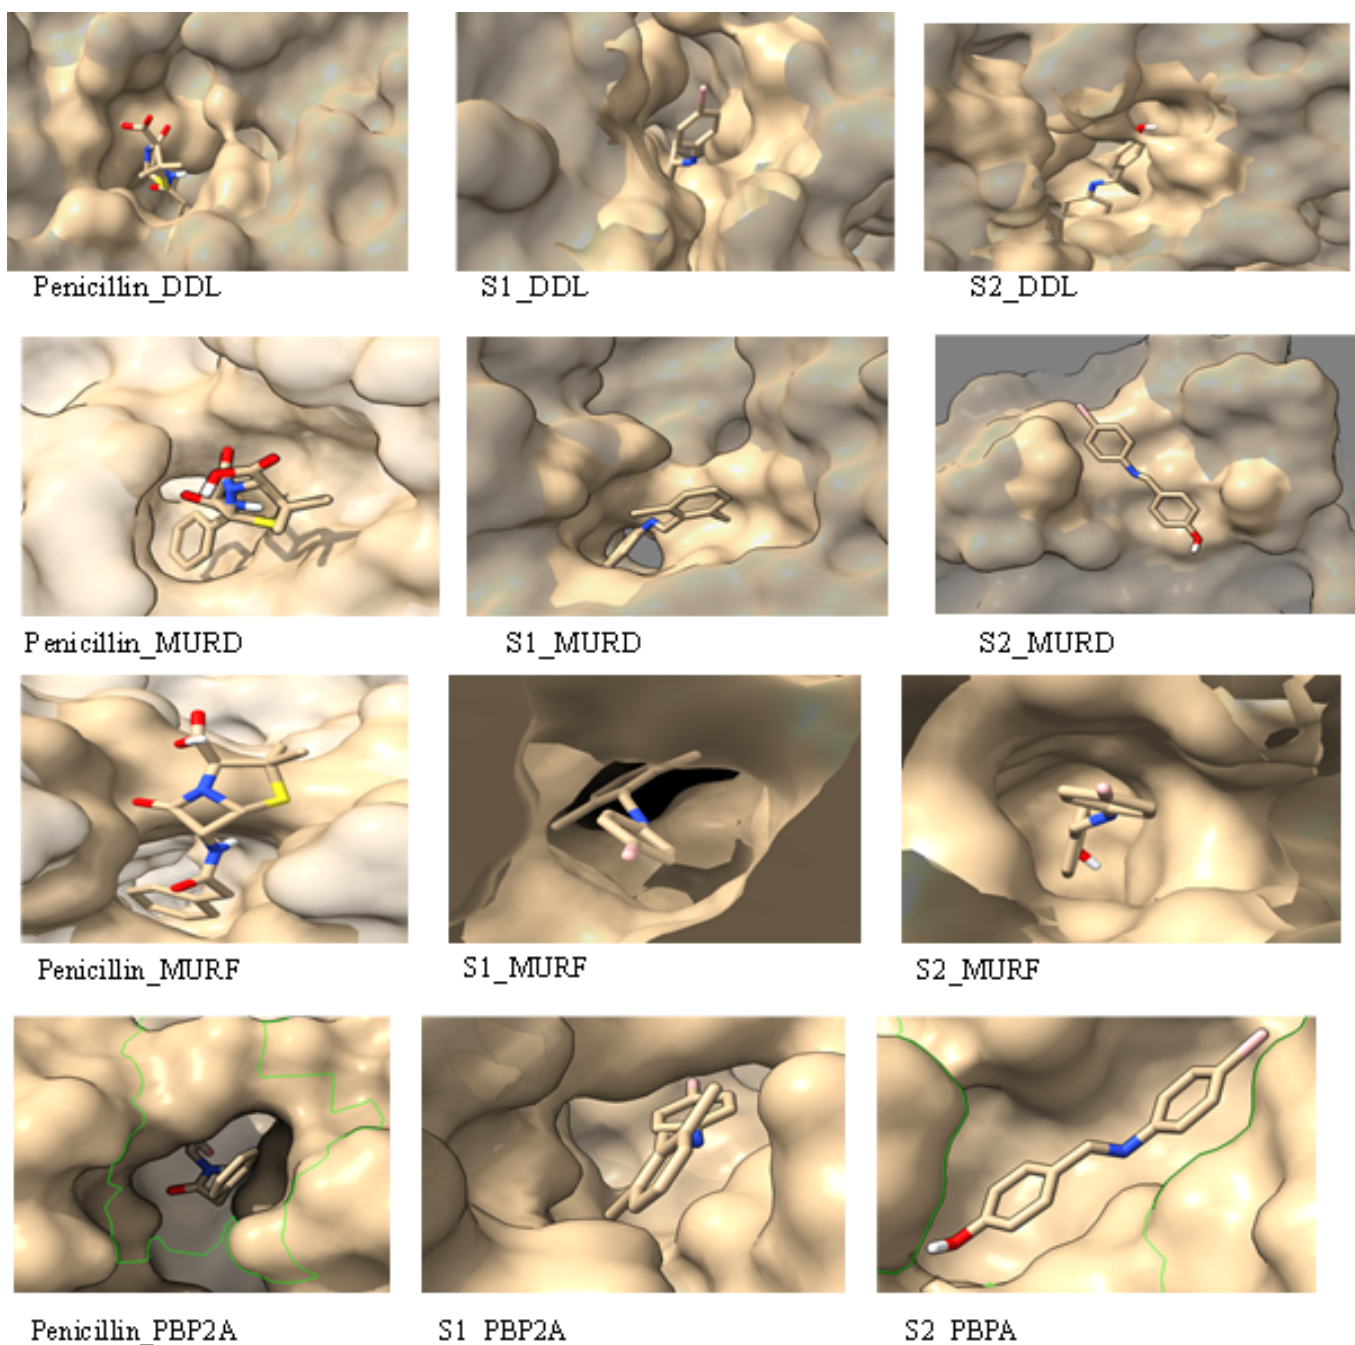 Penicillin_DDL S1_DDL S2_DDL
Penicillin_MURD S1_MURD S2_MURD
Penicillin_MURF S1_MURF S2_MURF
Penicillin_PBP2A S1 PBP2A S2 PBPA